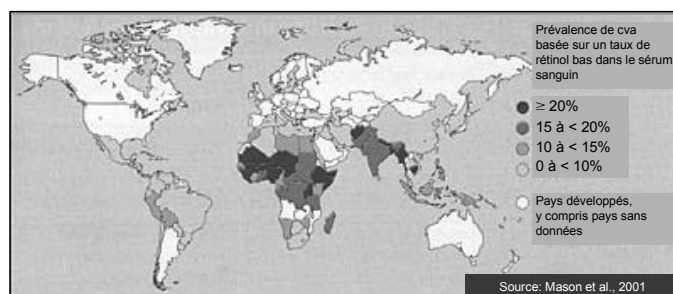 Prévalence de cva
basée sur un taux de
rétinol bas dans le sérum
sanguin
≥ 20%
15 à < 20%
10 à < 15%
0 à < 10%
Pays développés,
y compris pays sans
données
Source: Mason et al., 2001